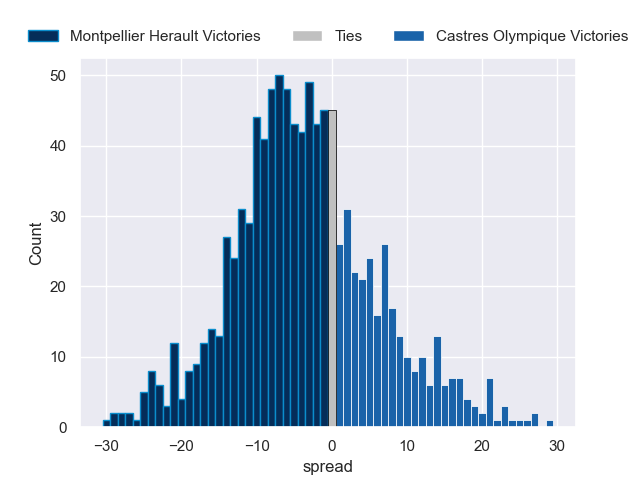 Montpellier Herault Victories
Ties
Castres Olympique Victories
50
40
30
20
10
0
Count
−30
−20
−10
0
10
20
30
spread